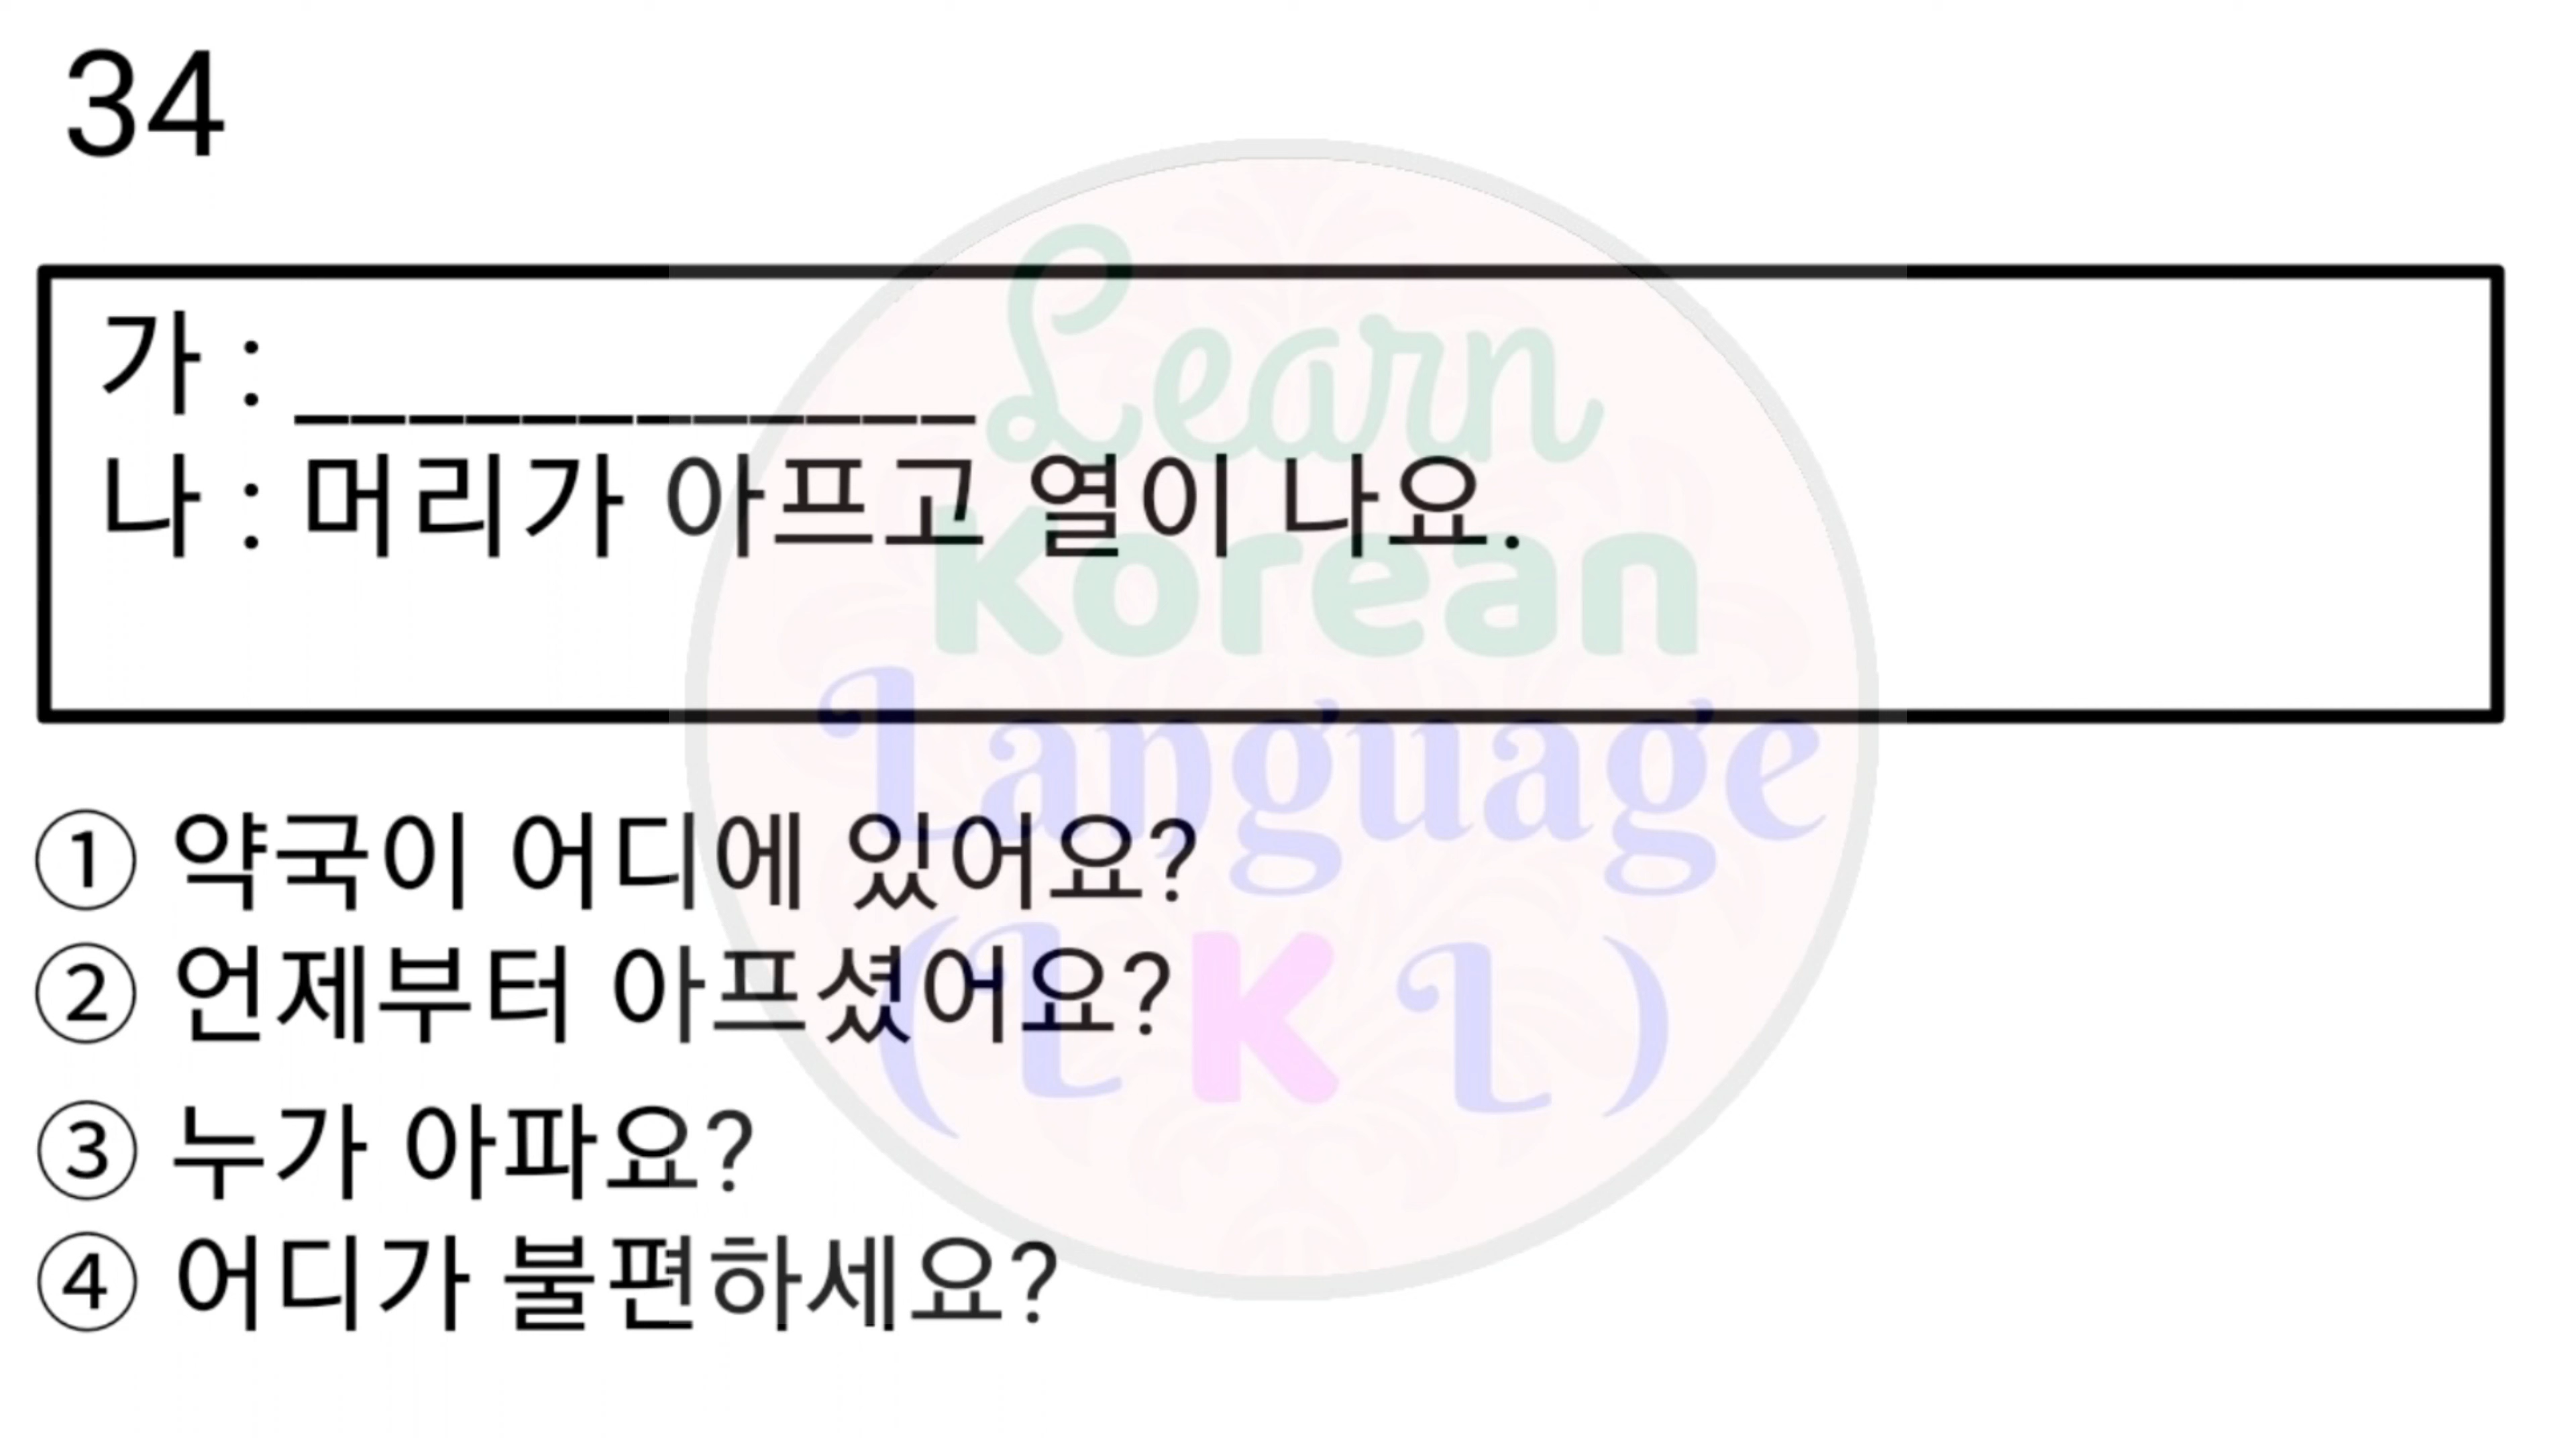 34
가 : ____________
나 : 머리가 아프고 열이 나요.
① 약국이 어디에 있어요?
② 언제부터 아프셨어요?
③ 누가 아파요?
④ 어디가 불편하세요?
Learn
Korean
Language
(L K L)